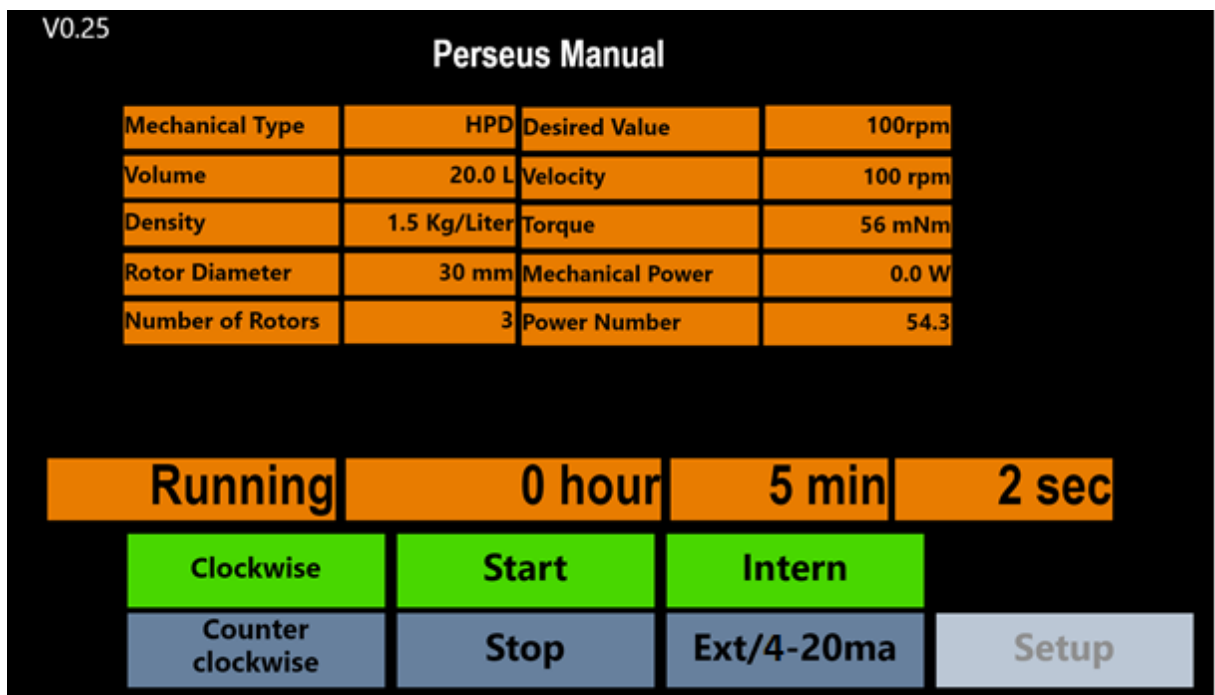 V0.25
Perseus Manual
Mechanical Type HPD Desired Value 100rpm
Volume 20.0 L Velocity 100 rpm
Density 1.5 Kg/Liter Torque 56 mNm
Rotor Diameter 30 mm Mechanical Power 0.0 W
Number of Rotors 3 Power Number 54.3
Running 0 hour 5 min 2 sec
Clockwise Start Intern
Counter
clockwise Stop Ext/4-20ma Setup